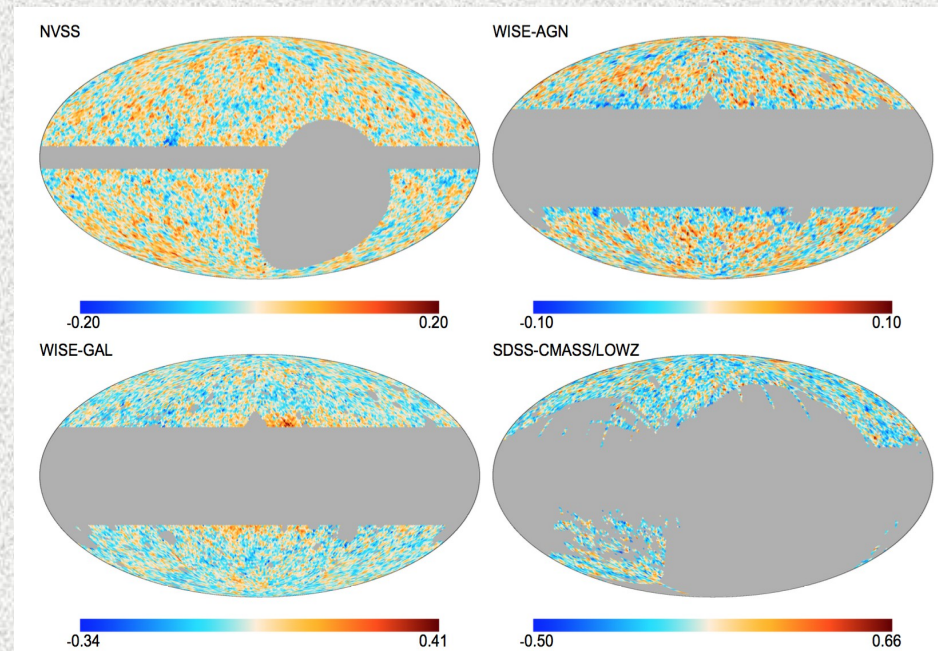 NVSS
WISE-AGN
-0.20 0.20
-0.10 0.10
WISE-GAL
SDSS-CMASS/LOWZ
-0.34 0.41
-0.50 0.66